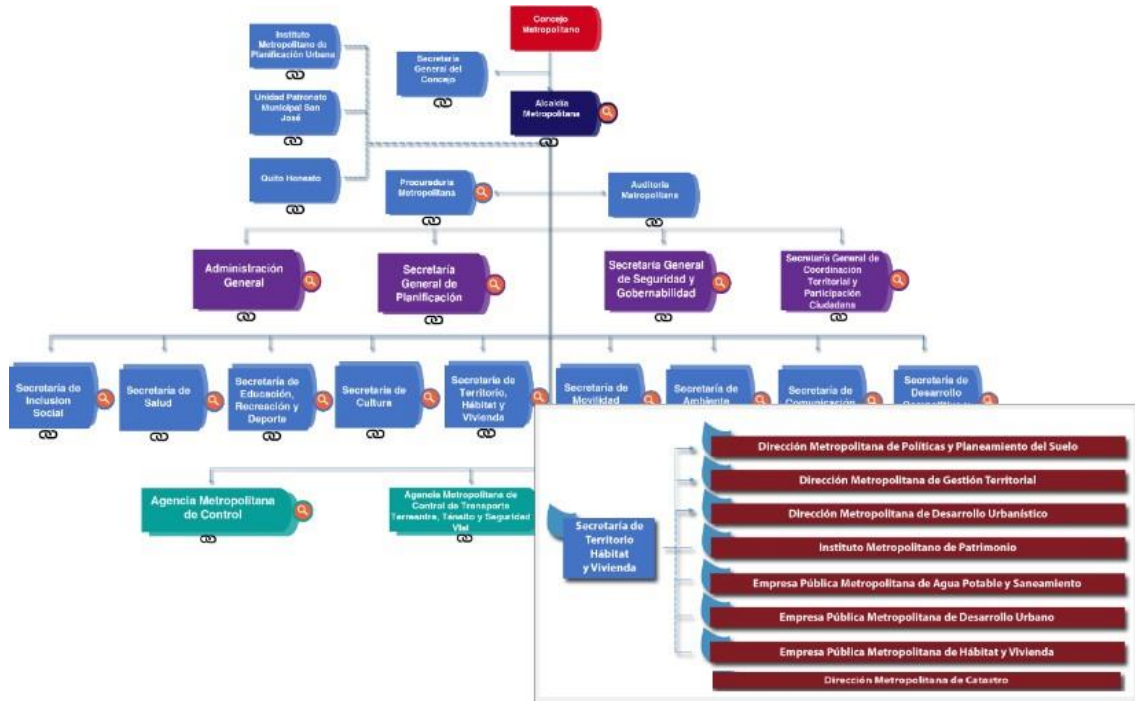 Concejo
Metropolitano
Instituto
Metropolitano de
Planificación Urbana
Secretaría
General del
Concejo
Unidad Patronato
Municipal San
José
Alcaldía
Metropolitana
Quito Honesto
Procuraduría
Metropolitana
Auditoría
Metropolitana
Administración
General
Secretaría
General de
Planificación
Secretaría General
de Seguridad y
Gobernabilidad
Secretaría General de
Coordinación
Territorial y
Participación
Ciudadana
Secretaría de
Inclusion
Social
Secretaría de
Salud
Secretaría de
Educación,
Recreación y
Deporte
Secretaría de
Cultura
Secretaría de
Territorio,
Hábitat y
Vivienda
Secretaría de
Movilidad
Secretaría de
Ambiente
Secretaría de
Comunicación
Secretaría de
Desarrollo
Agencia Metropolitana
de Control
Agencia Metropolitana de
Control de Transporte
Terrestre, Tánsito y Seguridad
Vial
Secretaría de
Territorio
Hábitat
y Vivienda
Dirección Metropolitana de Políticas y Planeamiento del Suelo
Dirección Metropolitana de Gestión Territorial
Dirección Metropolitana de Desarrollo Urbanístico
Instituto Metropolitano de Patrimonio
Empresa Pública Metropolitana de Agua Potable y Saneamiento
Empresa Pública Metropolitana de Desarrollo Urbano
Empresa Pública Metropolitana de Hábitat y Vivienda
Dirección Metropolitana de Catastro